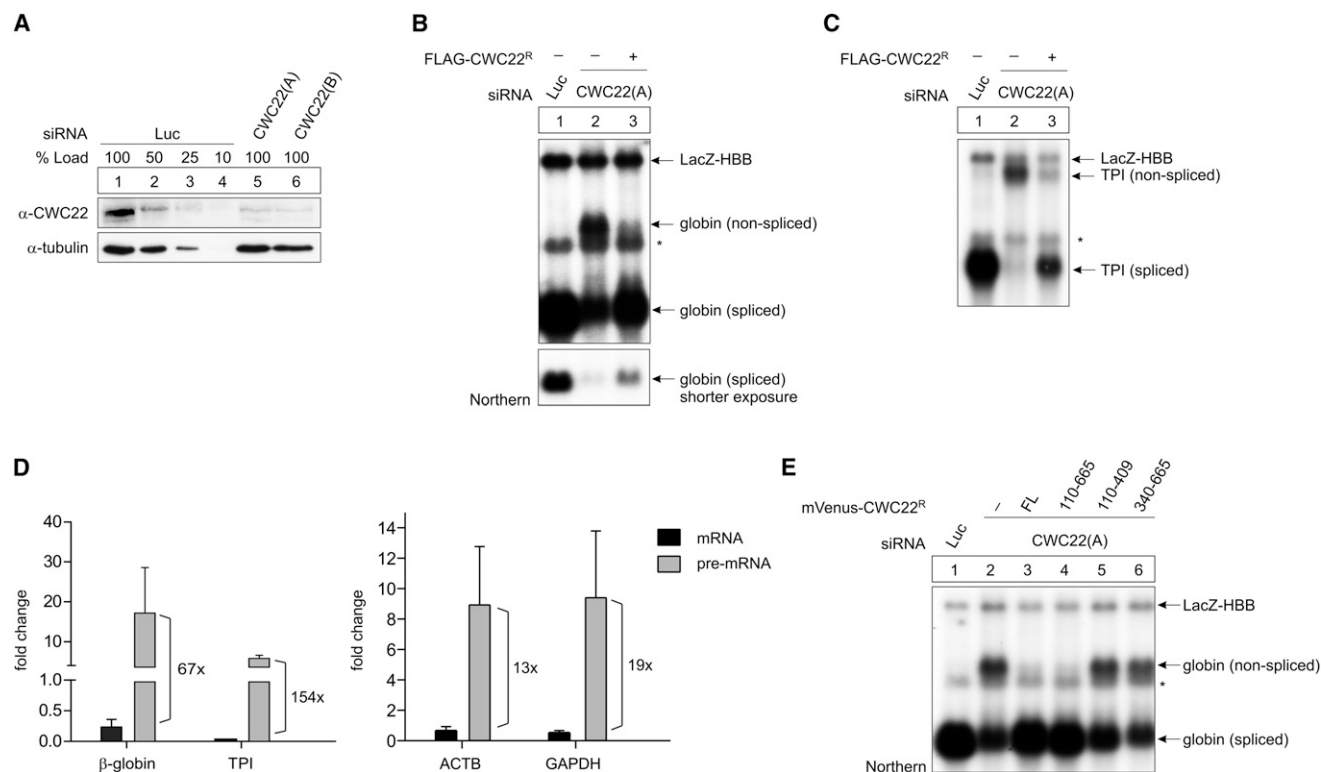 A
siRNA Luc CWC22(A) CWC22(B)
% Load 100 50 25 10 100 100
1 2 3 4 5 6
α-CWC22
α-tubulin
B
FLAG-CWC22R – – +
siRNA Luc CWC22(A)
1 2 3
LacZ-HBB
globin (non-spliced)
*
globin (spliced)
globin (spliced)
shorter exposure
Northern
C
FLAG-CWC22R – – +
siRNA Luc CWC22(A)
1 2 3
LacZ-HBB
TPI (non-spliced)
*
TPI (spliced)
D
fold change
40
30
20
10
1.0
0.5
0.0
67x
154x
β-globin TPI
fold change
14
12
10
8
6
4
2
0
13x
19x
ACTB GAPDH
mRNA
pre-mRNA
E
mVenus-CWC22R – FL 110-665 110-409 340-665
siRNA Luc CWC22(A)
1 2 3 4 5 6
LacZ-HBB
globin (non-spliced)
*
globin (spliced)
Northern